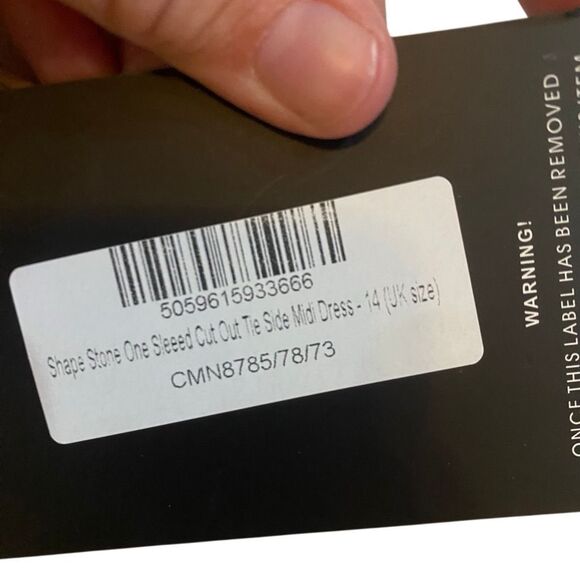 5059615933666
Shape Stone One Sleeed Cut Out Tie Side Midi Dress - 14 (UK size)
CMN8785/78/73
WARNING!
ONCE THIS LABEL HAS BEEN REMOVED
ITEM